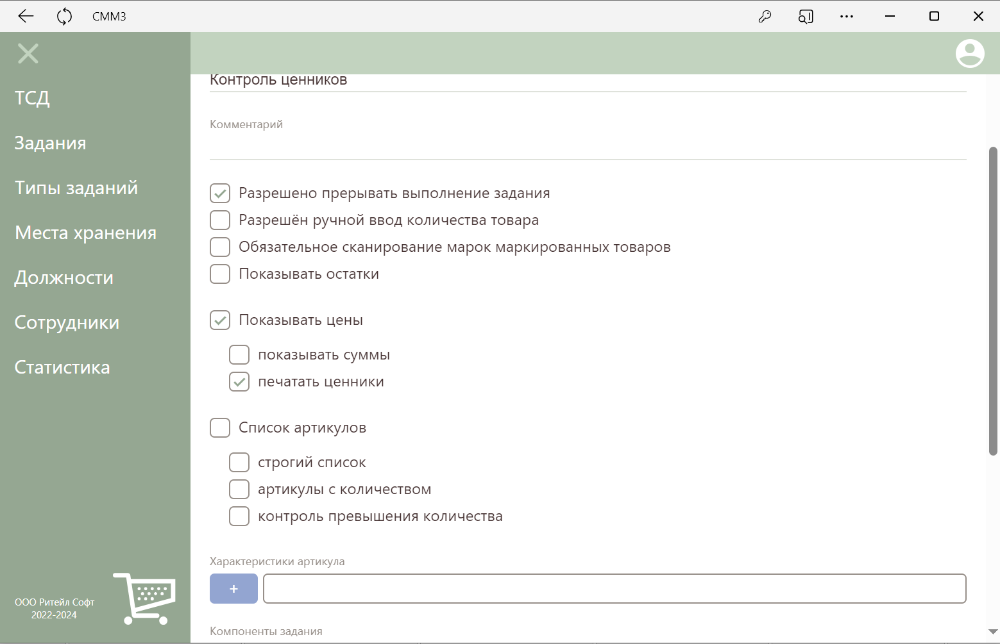 СММ3
ТСД
Задания
Типы заданий
Места хранения
Должности
Сотрудники
Статистика
ООО Ритейл Софт
2022-2024
Контроль ценников
Комментарий
Разрешено прерывать выполнение задания
Разрешён ручной ввод количества товара
Обязательное сканирование марок маркированных товаров
Показывать остатки
Показывать цены
показывать суммы
печатать ценники
Список артикулов
строгий список
артикулы с количеством
контроль превышения количества
Характеристики артикула
+
Компоненты задания